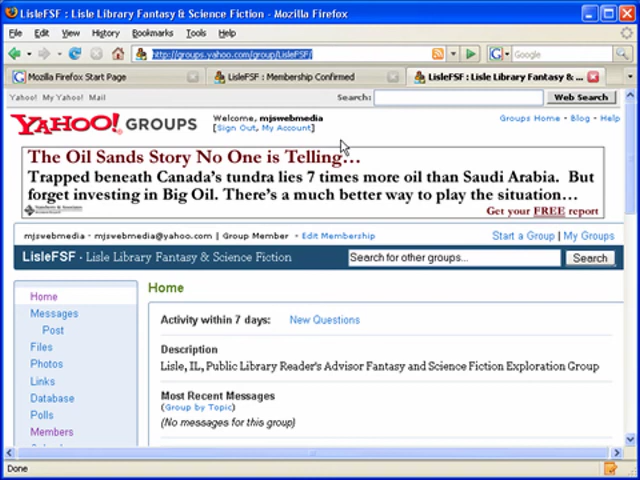 LisleFSF : Lisle Library Fantasy & Science Fiction - Mozilla Firefox
File Edit View History Bookmarks Tools Help
http://groups.yahoo.com/group/LisleFSF/
Google
Mozilla Firefox Start Page
LisleFSF : Membership Confirmed
LisleFSF : Lisle Library Fantasy & ...
Yahoo! My Yahoo! Mail
Search:
Web Search
YAHOO! GROUPS
Welcome, mjswebmedia
[Sign Out, My Account]
Groups Home - Blog - Help
The Oil Sands Story No One is Telling...
Trapped beneath Canada's tundra lies 7 times more oil than Saudi Arabia. But
forget investing in Big Oil. There's a much better way to play the situation...
Get your FREE report
mjswebmedia - mjswebmedia@yahoo.com | Group Member - Edit Membership
Start a Group | My Groups
LisleFSF · Lisle Library Fantasy & Science Fiction
Search for other groups...
Search
Home
Messages
Post
Files
Photos
Links
Database
Polls
Members
Home
Activity within 7 days: New Questions
Description
Lisle, IL, Public Library Reader's Advisor Fantasy and Science Fiction Exploration Group
Most Recent Messages
(Group by Topic)
(No messages for this group)
Done